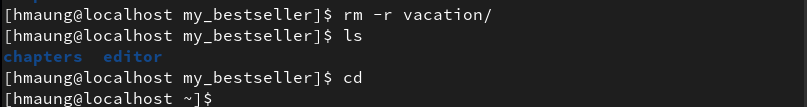 [hmaung@localhost my_bestseller]$ rm -r vacation/
[hmaung@localhost my_bestseller]$ ls
chapters  editor
[hmaung@localhost my_bestseller]$ cd
[hmaung@localhost ~]$